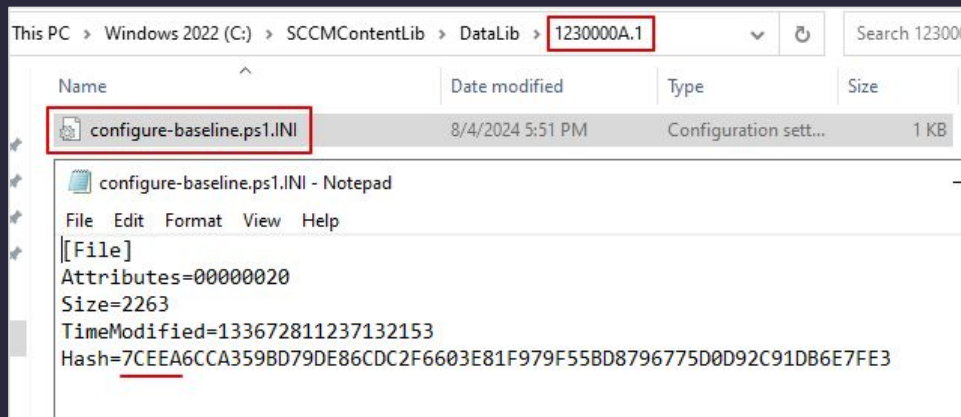 This PC > Windows 2022 (C:) > SCCMContentLib > DataLib > 1230000A.1 Search 123000
Name Date modified Type Size
configure-baseline.ps1.INI 8/4/2024 5:51 PM Configuration sett... 1 KB
configure-baseline.ps1.INI - Notepad
File Edit Format View Help
[File]
Attributes=00000020
Size=2263
TimeModified=133672811237132153
Hash=7CEEA6CCA359BD79DE86CDC2F6603E81F979F55BD8796775D0D92C91DB6E7FE3